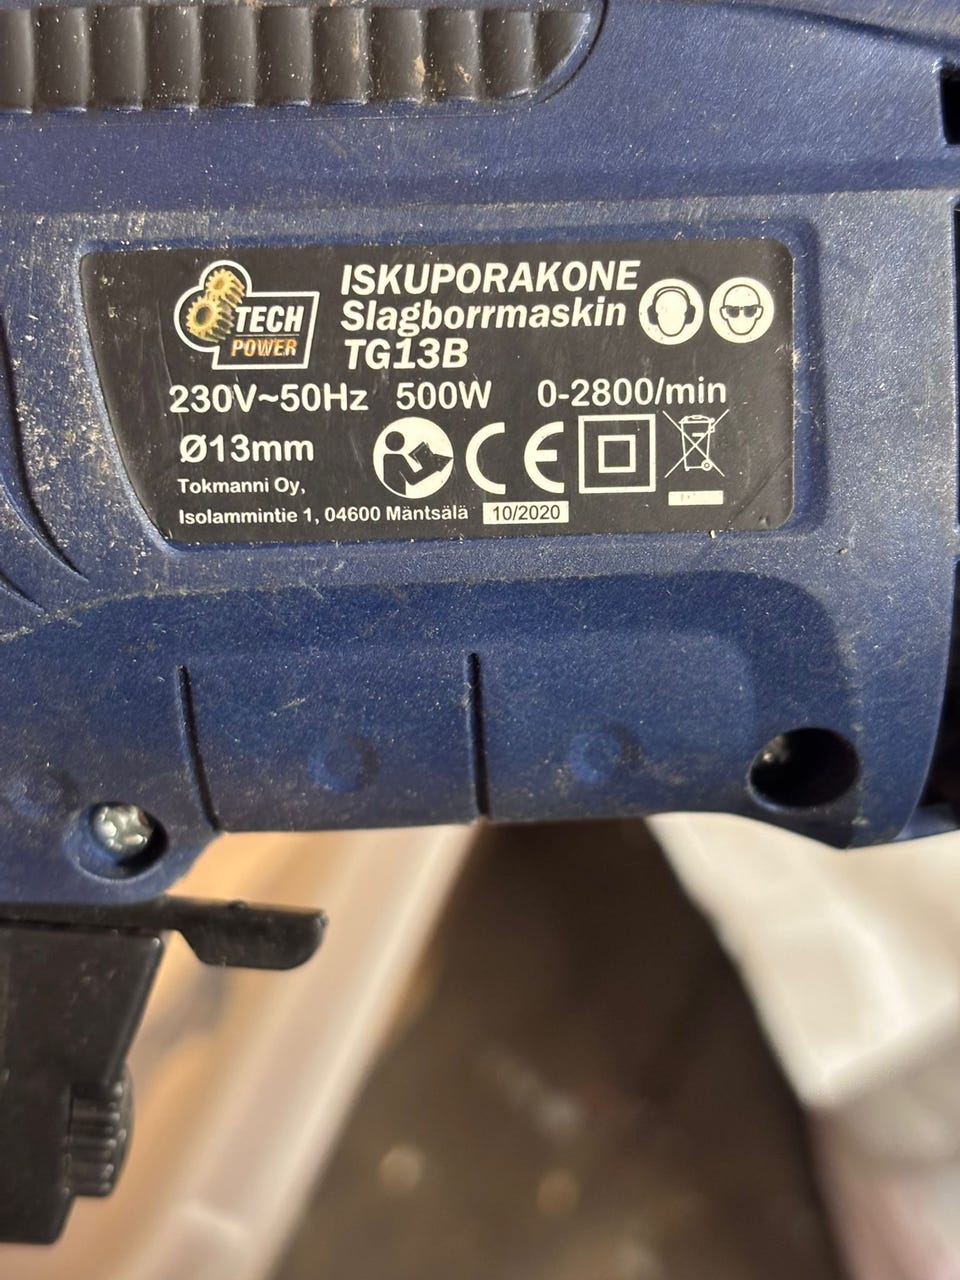 TECH
POWER
ISKUPORAKONE
Slagborrmaskin
TG13B
230V~50Hz 500W 0-2800/min
Ø13mm
CE
Tokmanni Oy,
Isolammintie 1, 04600 Mäntsälä 10/2020